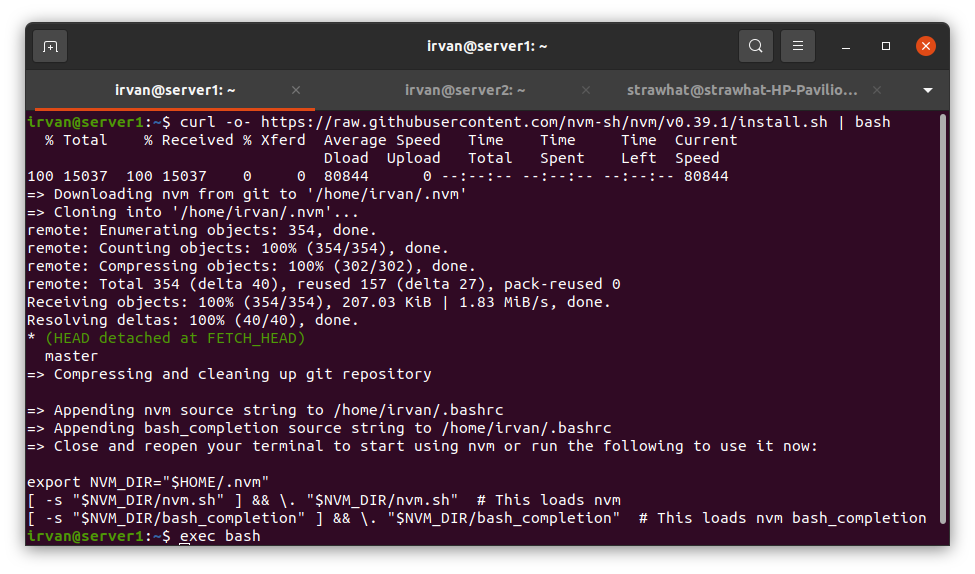 irvan@server1: ~
irvan@server1: ~
irvan@server2: ~
strawhat@strawhat-HP-Pavilio...
irvan@server1:~$ curl -o- https://raw.githubusercontent.com/nvm-sh/nvm/v0.39.1/install.sh | bash
  % Total    % Received % Xferd  Average Speed   Time    Time     Time  Current
                                 Dload  Upload   Total   Spent    Left  Speed
100 15037  100 15037    0     0  80844      0 --:--:-- --:--:-- --:--:-- 80844
=> Downloading nvm from git to '/home/irvan/.nvm'
=> Cloning into '/home/irvan/.nvm'...
remote: Enumerating objects: 354, done.
remote: Counting objects: 100% (354/354), done.
remote: Compressing objects: 100% (302/302), done.
remote: Total 354 (delta 40), reused 157 (delta 27), pack-reused 0
Receiving objects: 100% (354/354), 207.03 KiB | 1.83 MiB/s, done.
Resolving deltas: 100% (40/40), done.
* (HEAD detached at FETCH_HEAD)
  master
=> Compressing and cleaning up git repository
=> Appending nvm source string to /home/irvan/.bashrc
=> Appending bash_completion source string to /home/irvan/.bashrc
=> Close and reopen your terminal to start using nvm or run the following to use it now:
export NVM_DIR="$HOME/.nvm"
[ -s "$NVM_DIR/nvm.sh" ] && \. "$NVM_DIR/nvm.sh"  # This loads nvm
[ -s "$NVM_DIR/bash_completion" ] && \. "$NVM_DIR/bash_completion"  # This loads nvm bash_completion
irvan@server1:~$ exec bash